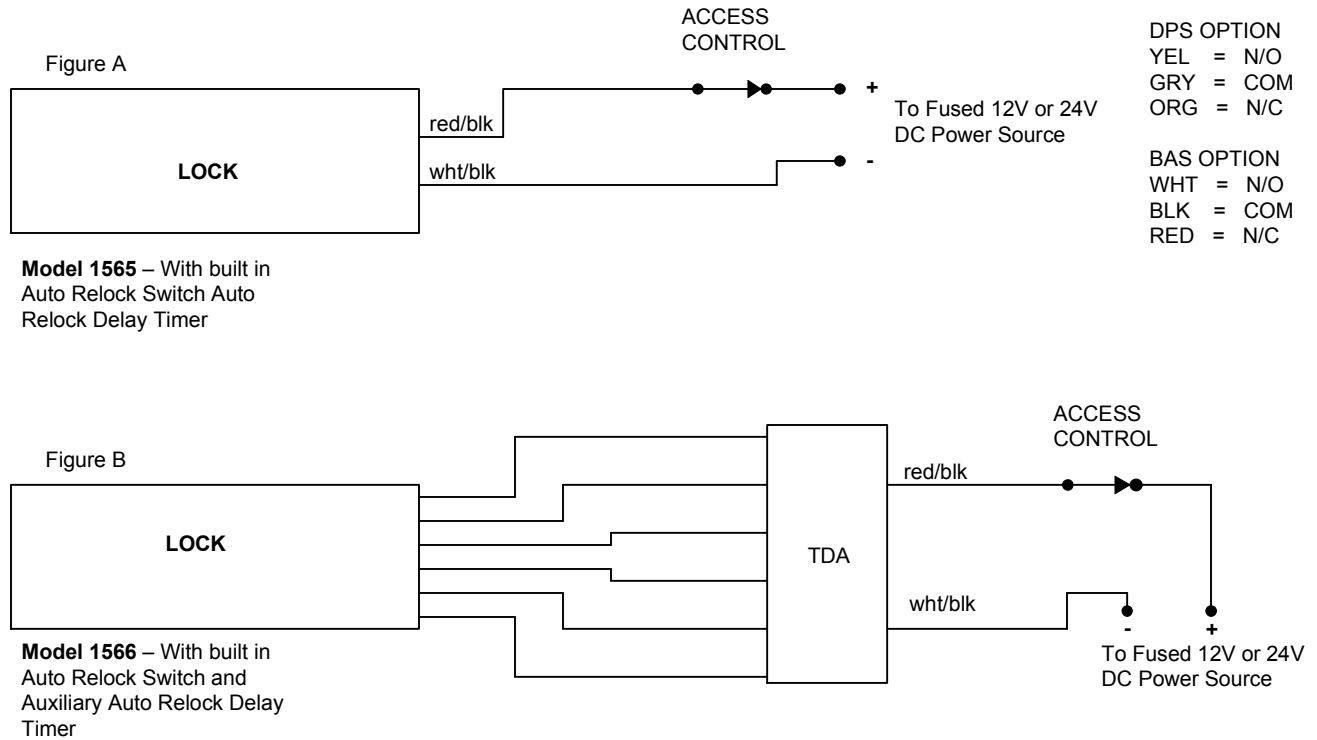 ACCESS
CONTROL
Figure A
red/blk
LOCK
wht/blk
+
To Fused 12V or 24V
DC Power Source
-
DPS OPTION
YEL = N/O
GRY = COM
ORG = N/C
BAS OPTION
WHT = N/O
BLK = COM
RED = N/C
Model 1565 – With built in
Auto Relock Switch Auto
Relock Delay Timer
ACCESS
CONTROL
Figure B
red/blk
LOCK
TDA
wht/blk
- +
To Fused 12V or 24V
DC Power Source
Model 1566 – With built in
Auto Relock Switch and
Auxiliary Auto Relock Delay
Timer